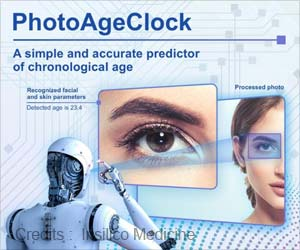 PhotoAgeClock
A simple and accurate predictor
of chronological age
Recognized facial
and skin parameters
Detected age is 23.4
Processed photo
Credits : Insilico Medicine